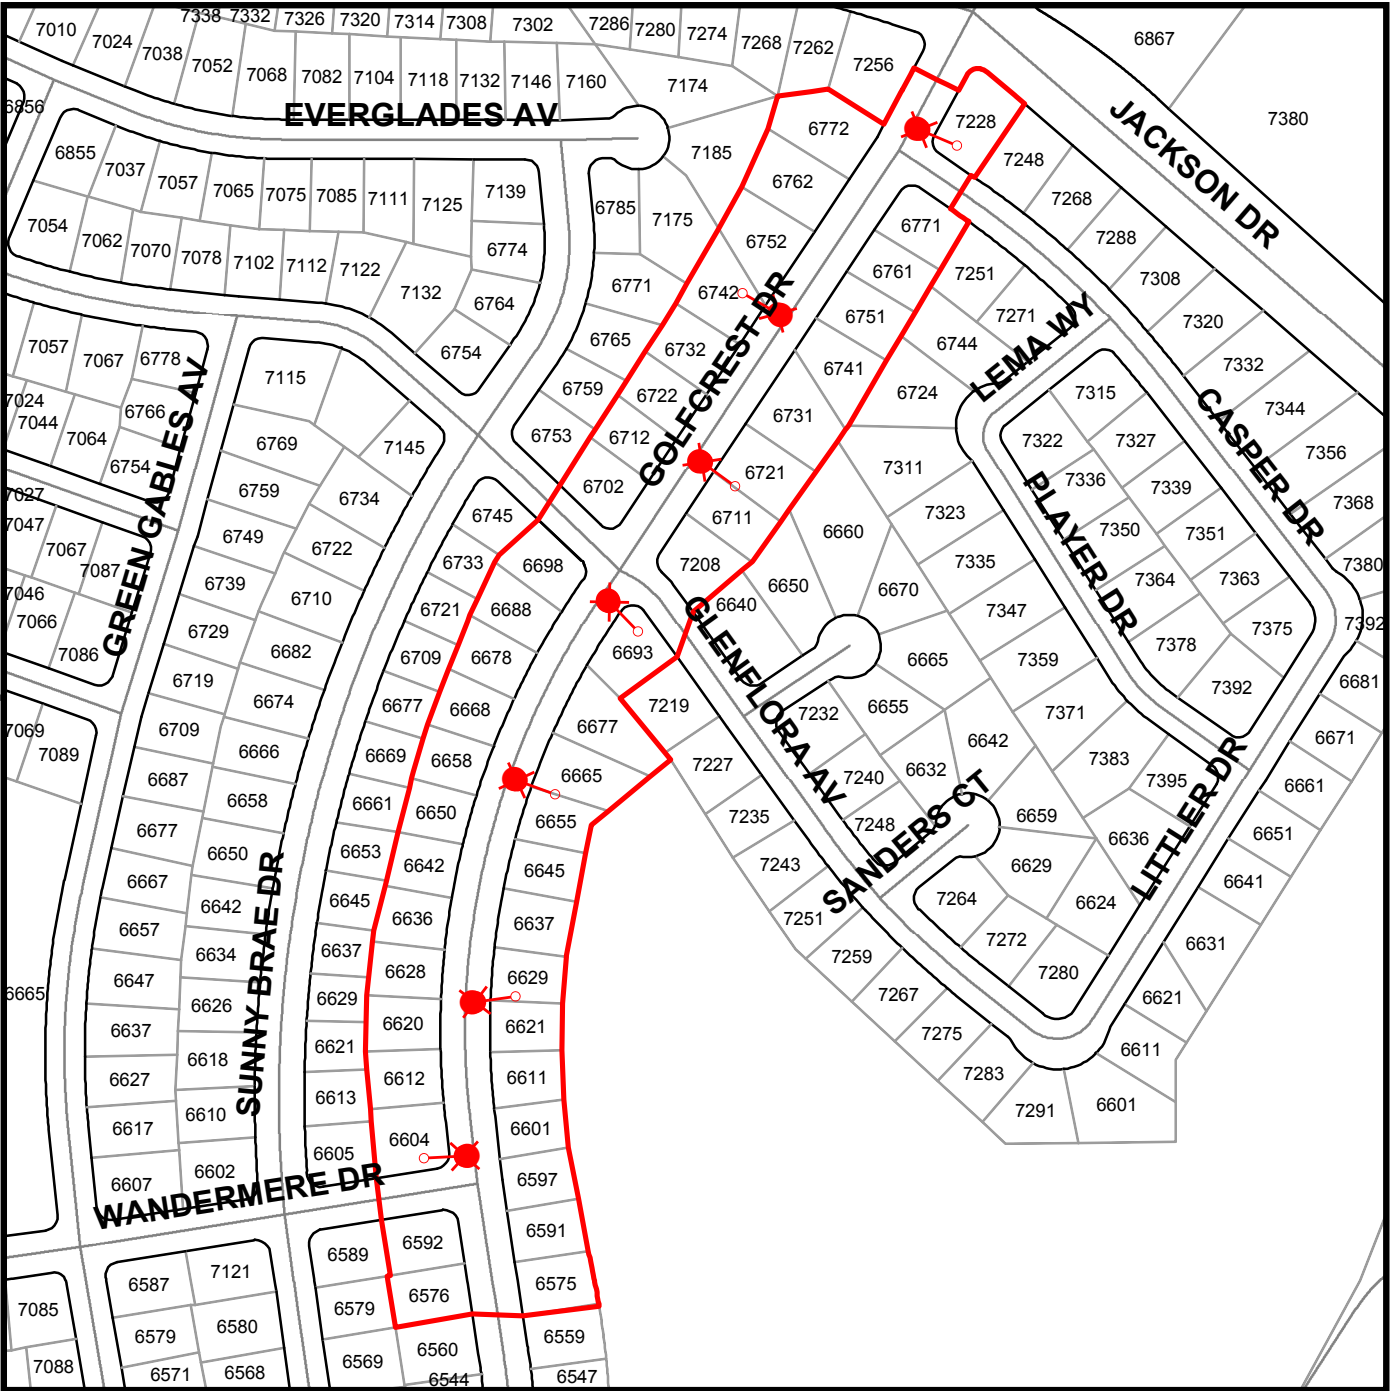 7338 7332 7326 7320 7314 7308 7302 7286 7280 7274 7268 7262 7256
7010 7024 7038 7052 7068 7082 7104 7118 7132 7146 7160 7174
6867
7380
6856
EVERGLADES AV
JACKSON DR
6772 7228
6855 7037 7057 7065 7075 7085 7111 7125 7139
7185 6762 7248
7268
7054 7062 7070 7078 7102 7112 7122 7132 6774
6785 7175 6752 6771
7288
6764 6771 6742 6761 7251 7308
GOLFCREST DR
6754 6765 6732 6751 6744 7271 7320
LEMA WY
7057 7067 6778
GREEN GABLES AV
7115 6759 6722 6741 6724 7315 7332
CASPER DR
7024 7044 7064 6766 6754
6769 7145 6753 6712 6731 7322 7327 7344
7356
7027
7047
7067
7087
6759 6734 6702 6721 7311 7336 7339 7368
PLAYER DR
6749 6722 6745 6711 6660 7323 7350 7351
7046
7066
7086
6739 6710 6733 6698 7208 6650 6670 7335 7364 7363 7380
6729 6682 6721 6688 6640 7347 7378 7375 7392
GLENFLORA AV
6719 6674 6709 6678 6693 6665 7359 7392 6681
7069
7089
6709 6666 6677 6668 6677 7219 7232 6655 7371 6671
6687 6658 6669 6658 6665 7227 7240 6632 6642 7383 7395 6661
LITTLER DR
6677 6650 6661 6650 6655 7235 7248 6659 6636 6651
SANDERS CT
6667 6642 6653 6642 6645 7243 7264 6629 6624 6641
SUNNY BRAE DR
6657 6634 6645 6636 6637 7251 7272 6631
6665
6647 6626 6637 6628 6629 7259 7280 6621
6637 6618 6629 6620 6621 7267 6611
6627 6610 6621 6612 6611 7275 6601
6617 6602 6613 6604 6601 7283
6607 6605 6597 7291
WANDERMERE DR
6587 7121 6589 6592 6591
7085 6579 6580 6579 6576 6575
7088 6571 6568 6569 6560 6559
6544 6547